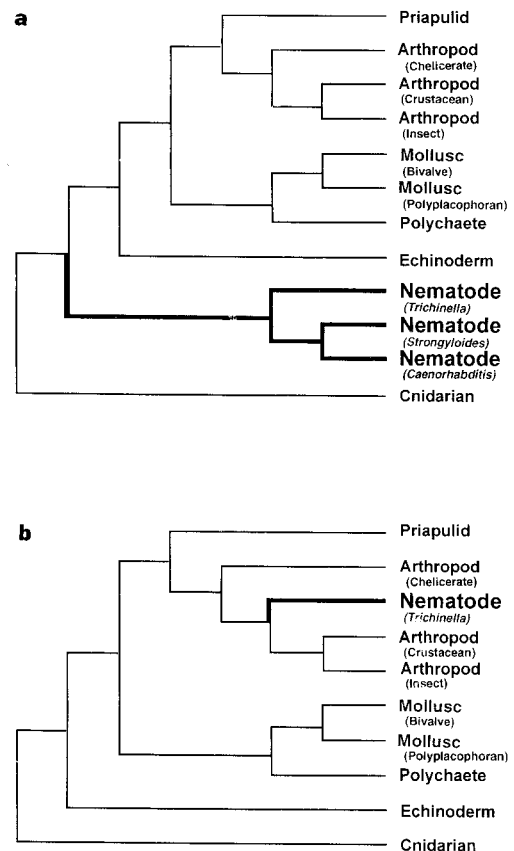 a
Priapulid
Arthropod
(Chelicerate)
Arthropod
(Crustacean)
Arthropod
(Insect)
Mollusc
(Bivalve)
Mollusc
(Polyplacophoran)
Polychaete
Echinoderm
Nematode
(Trichinella)
Nematode
(Strongyloides)
Nematode
(Caenorhabditis)
Cnidarian
b
Priapulid
Arthropod
(Chelicerate)
Nematode
(Trichinella)
Arthropod
(Crustacean)
Arthropod
(Insect)
Mollusc
(Bivalve)
Mollusc
(Polyplacophoran)
Polychaete
Echinoderm
Cnidarian